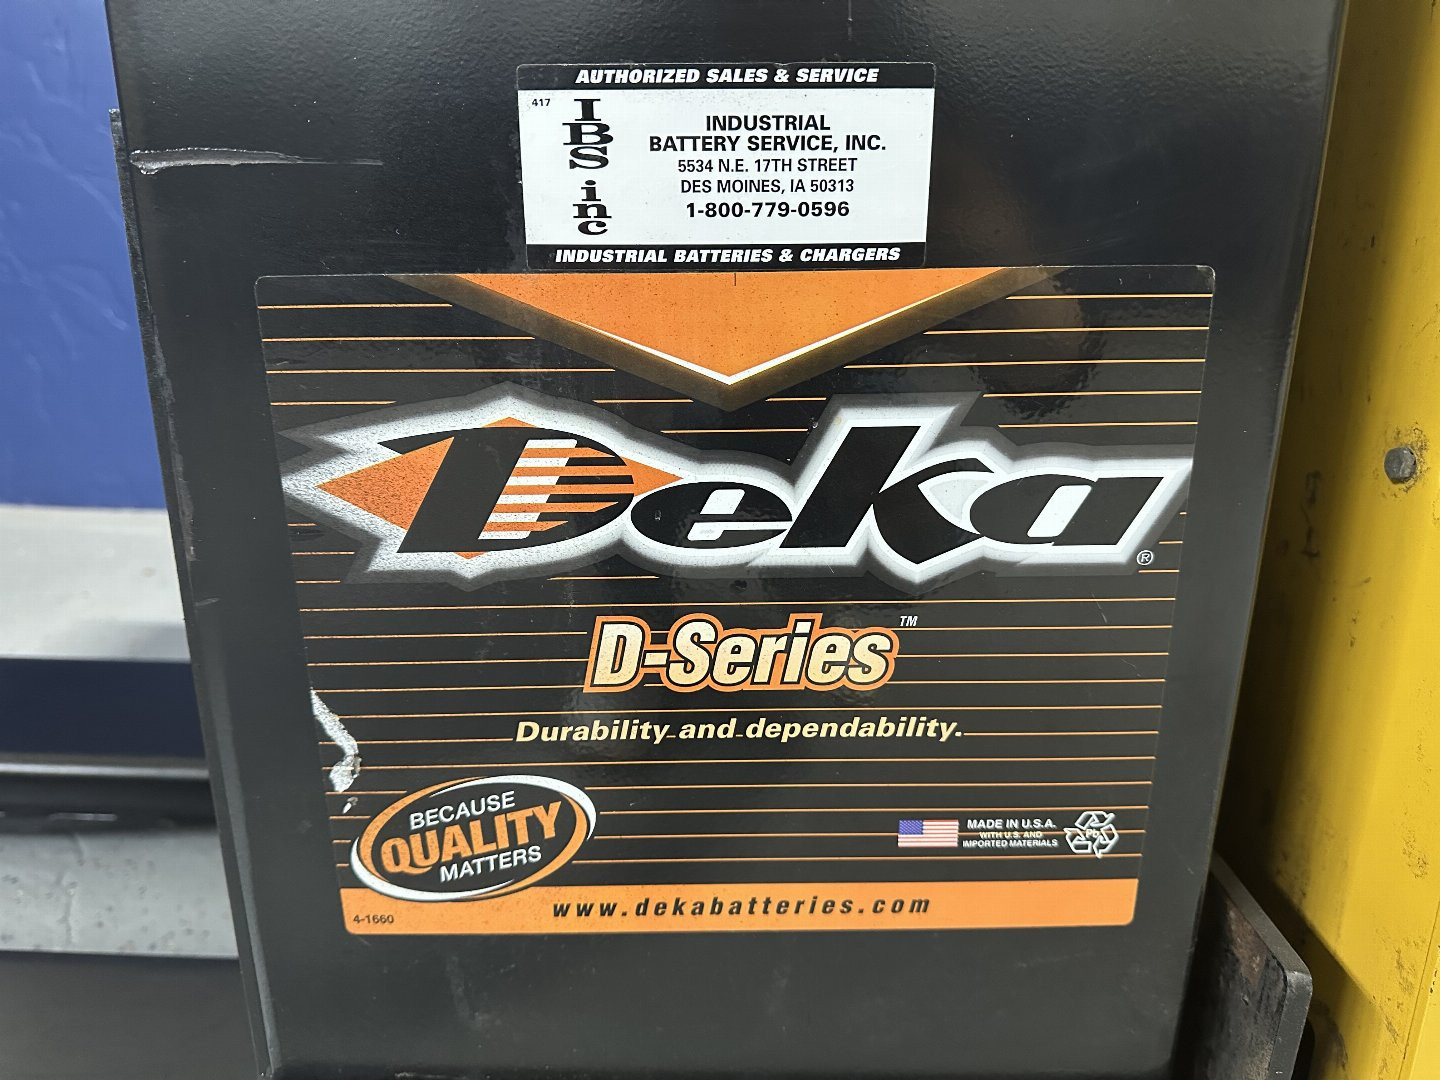 AUTHORIZED SALES & SERVICE
417
IBS inc
INDUSTRIAL
BATTERY SERVICE, INC.
5534 N.E. 17TH STREET
DES MOINES, IA 50313
1-800-779-0596
INDUSTRIAL BATTERIES & CHARGERS
Deka®
D-Series™
Durability and dependability.
BECAUSE
QUALITY
MATTERS
MADE IN U.S.A.
WITH U.S. AND
IMPORTED MATERIALS
Pb
4-1660
www.dekabatteries.com